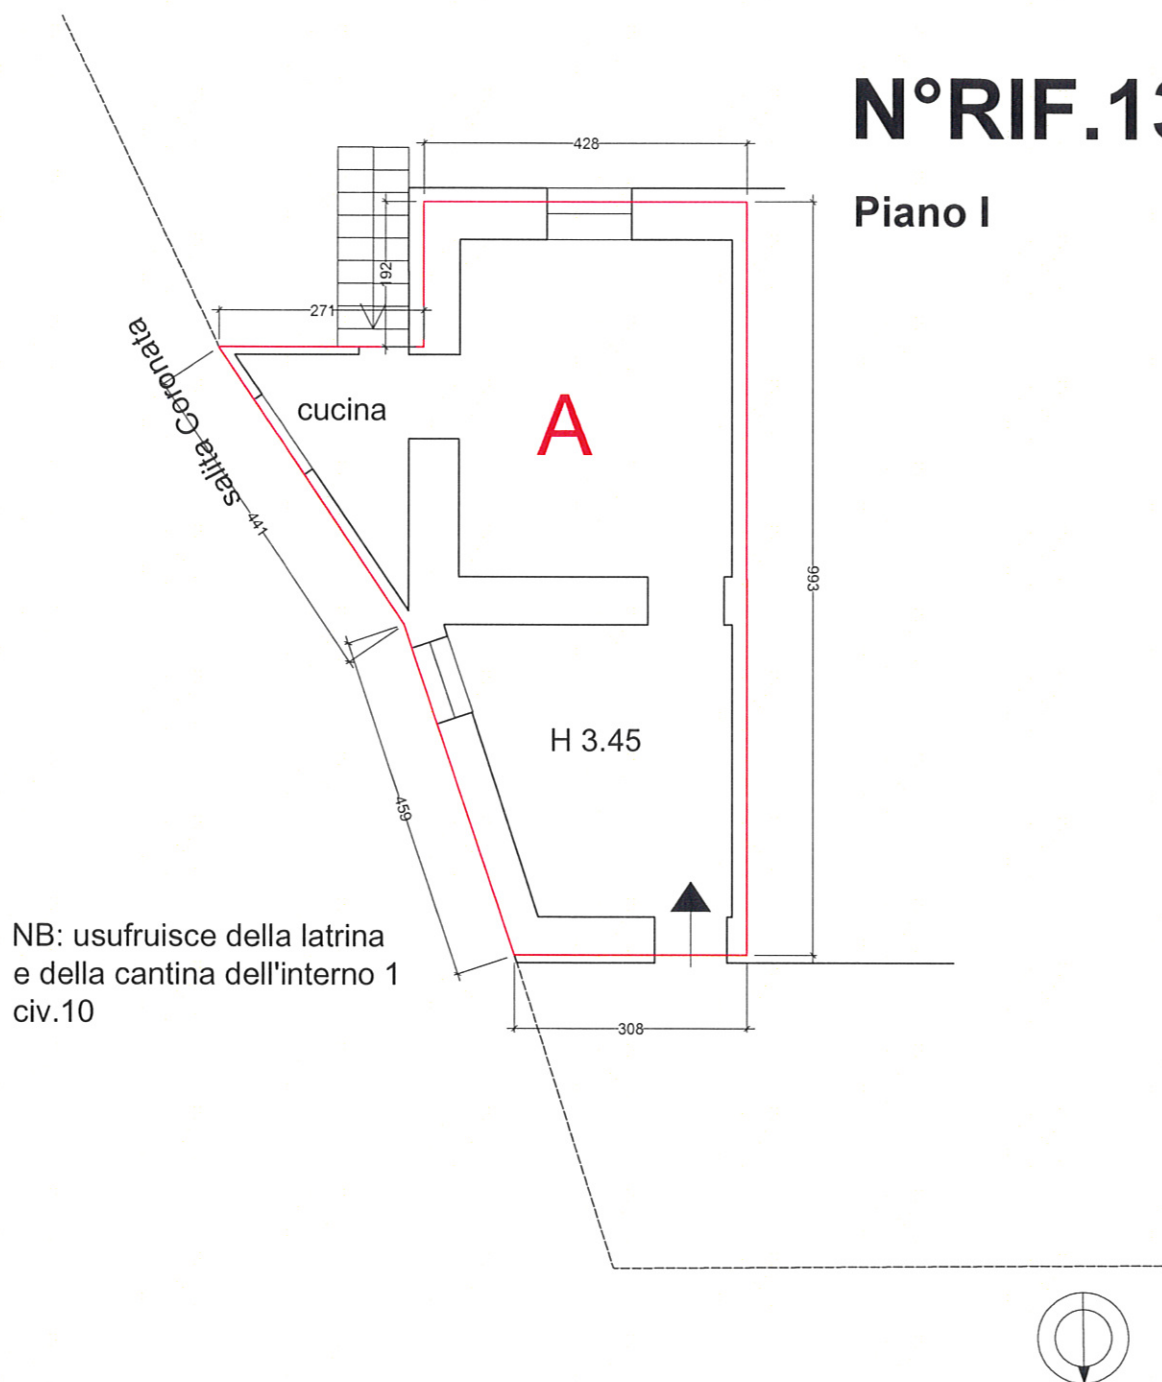 N°RIF.13
Piano I
428
192
271
salita Coronata
cucina
A
441
993
H 3.45
459
NB: usufruisce della latrina
e della cantina dell'interno 1
civ.10
308